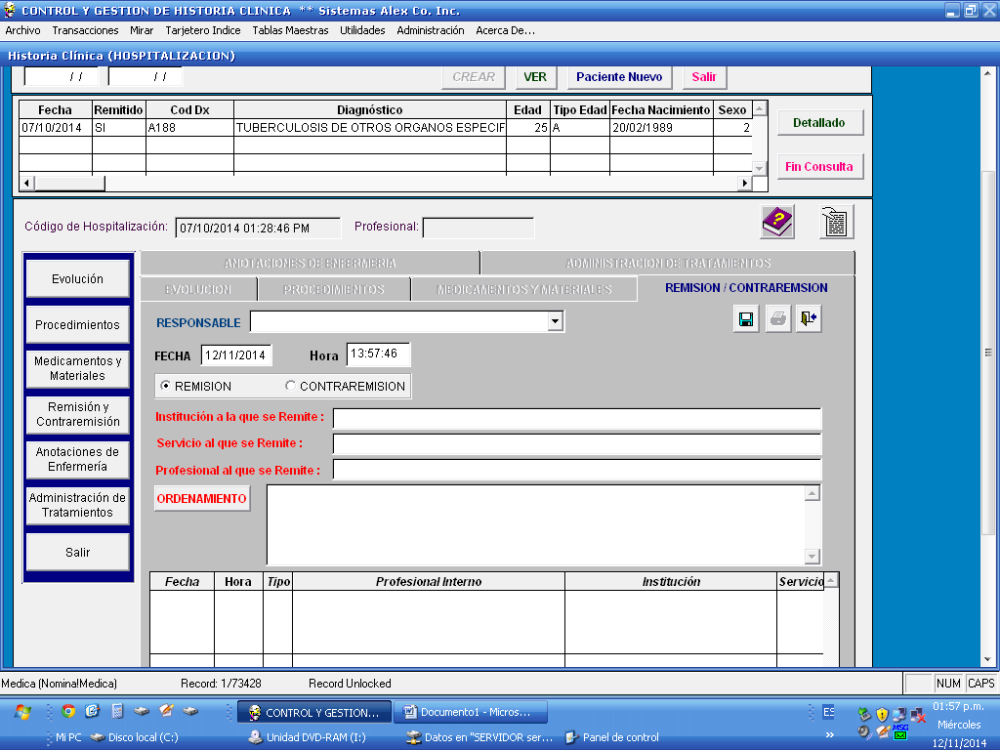 CONTROL Y GESTION DE HISTORIA CLINICA ** Sistemas Alex Co. Inc.
Archivo Transacciones Mirar Tarjetero Indice Tablas Maestras Utilidades Administración Acerca De...
Historia Clínica (HOSPITALIZACION)
/ / / / CREAR VER Paciente Nuevo Salir
Fecha Remitido Cod Dx Diagnóstico Edad Tipo Edad Fecha Nacimiento Sexo
07/10/2014 SI A188 TUBERCULOSIS DE OTROS ORGANOS ESPECIF 25 A 20/02/1989 2
Detallado
Fin Consulta
Código de Hospitalización: 07/10/2014 01:28:46 PM Profesional:
Evolución
Procedimientos
Medicamentos y
Materiales
Remisión y
Contraremisión
Anotaciones de
Enfermería
Administración de
Tratamientos
Salir
ANOTACIONES DE ENFERMERIA ADMINISTRACION DE TRATAMIENTOS
EVOLUCION PROCEDIMIENTOS MEDICAMENTOS Y MATERIALES REMISION / CONTRAREMSION
RESPONSABLE
FECHA 12/11/2014 Hora 13:57:46
REMISION CONTRAREMISION
Institución a la que se Remite :
Servicio al que se Remite :
Profesional al que se Remite :
ORDENAMIENTO
Fecha Hora Tipo Profesional Interno Institución Servicio
Medica (Nomina!Medica) Record: 1/73428 Record Unlocked NUM CAPS
CONTROL Y GESTION... Documento1 - Micros... ES 01:57 p.m.
Miércoles
Mi PC Disco local (C:) Unidad DVD-RAM (I:) Datos en "SERVIDOR ser... Panel de control » MSG
12/11/2014